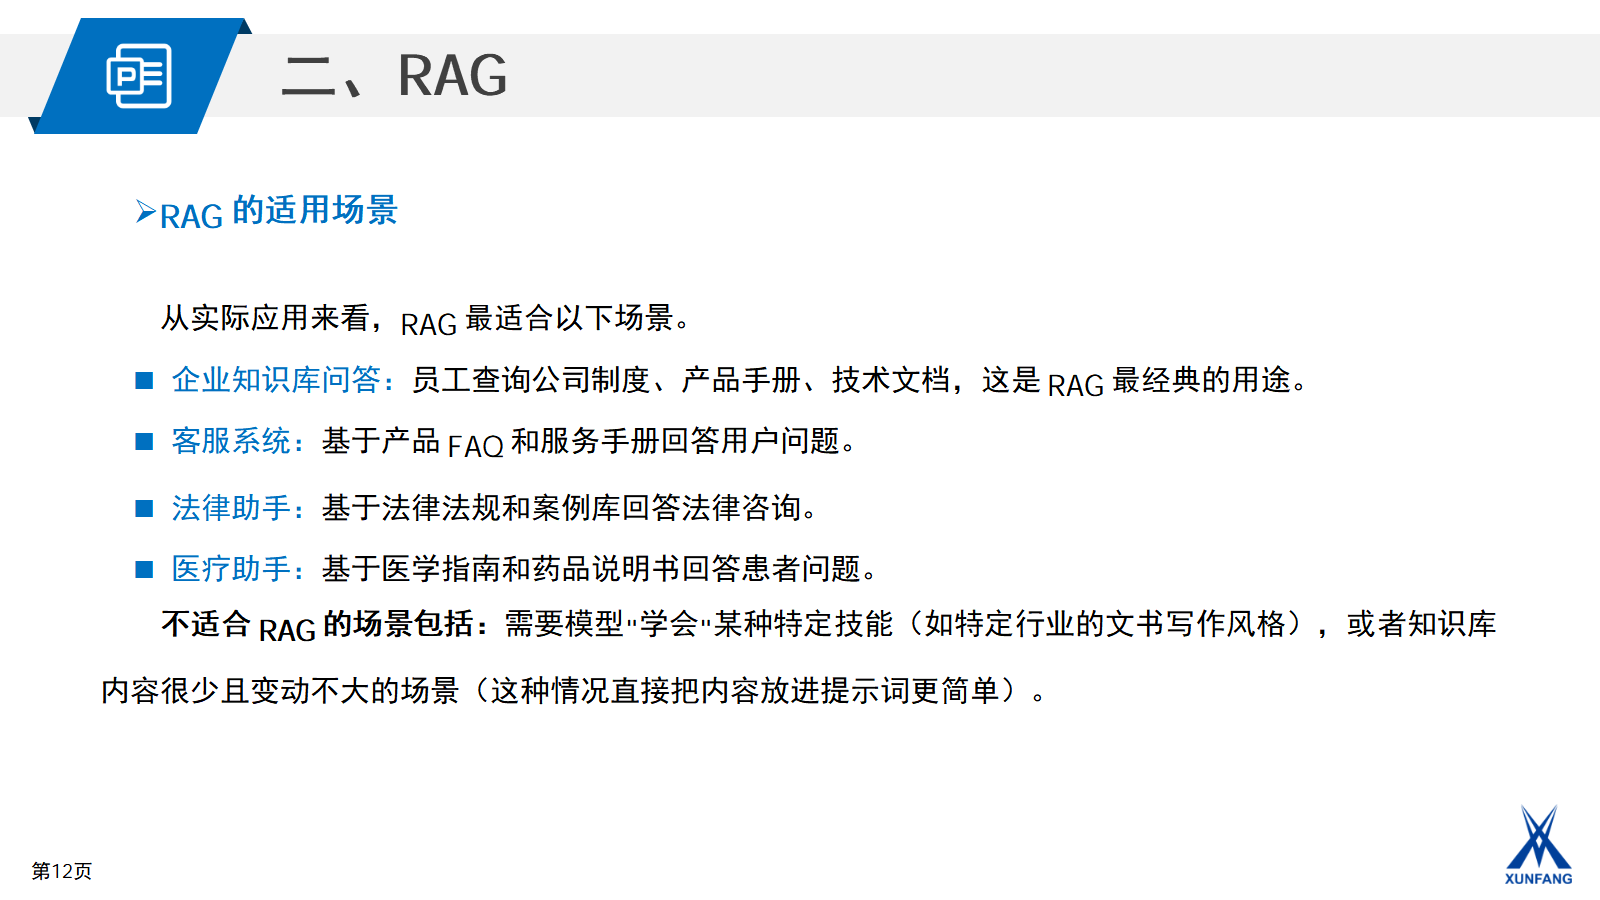 二、RAG
RAG 的适用场景
从实际应用来看，RAG 最适合以下场景。
企业知识库问答：员工查询公司制度、产品手册、技术文档，这是 RAG 最经典的用途。
客服系统：基于产品 FAQ 和服务手册回答用户问题。
法律助手：基于法律法规和案例库回答法律咨询。
医疗助手：基于医学指南和药品说明书回答患者问题。
不适合 RAG 的场景包括：需要模型"学会"某种特定技能（如特定行业的文书写作风格），或者知识库
内容很少且变动不大的场景（这种情况直接把内容放进提示词更简单）。
第12页
XUNFANG